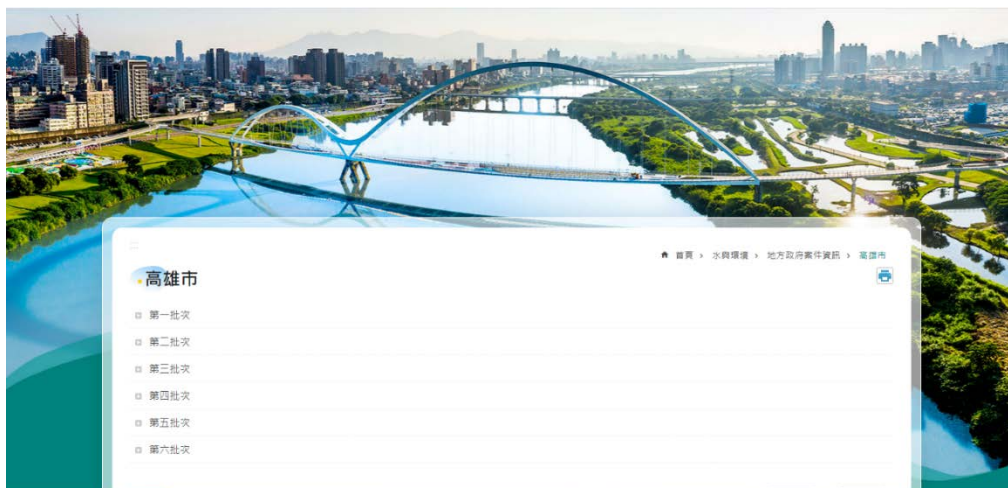 首頁 › 水與環境 › 地方政府案件資訊 › 高雄市
高雄市
第一批次
第二批次
第三批次
第四批次
第五批次
第六批次